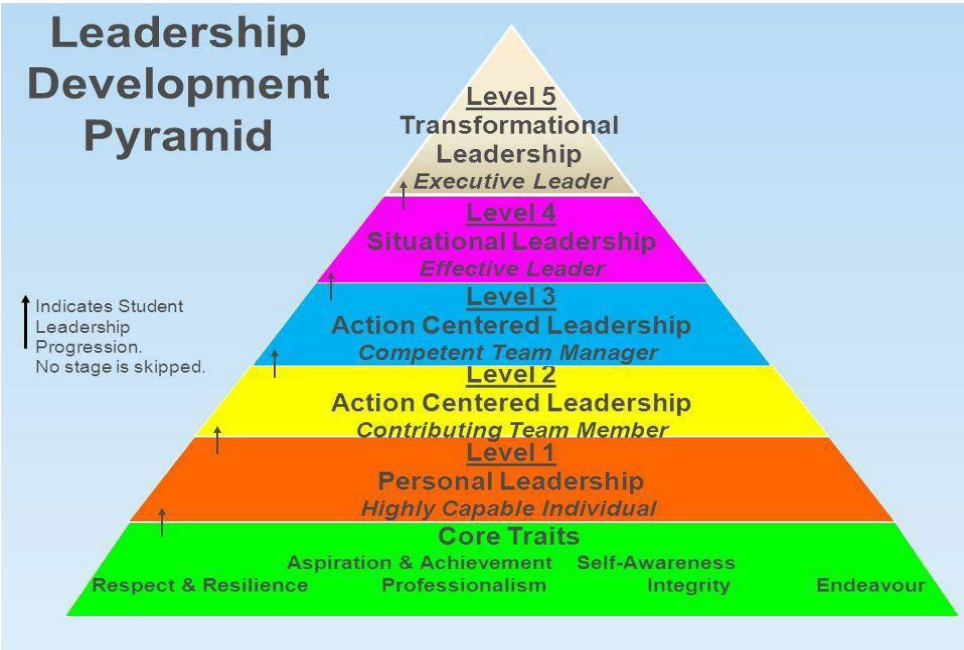 Leadership
Development
Pyramid
Level 5
Transformational
Leadership
Executive Leader
Level 4
Situational Leadership
Effective Leader
Indicates Student
Leadership
Progression.
No stage is skipped.
Level 3
Action Centered Leadership
Competent Team Manager
Level 2
Action Centered Leadership
Contributing Team Member
Level 1
Personal Leadership
Highly Capable Individual
Core Traits
Aspiration & Achievement Self-Awareness
Respect & Resilience Professionalism Integrity Endeavour